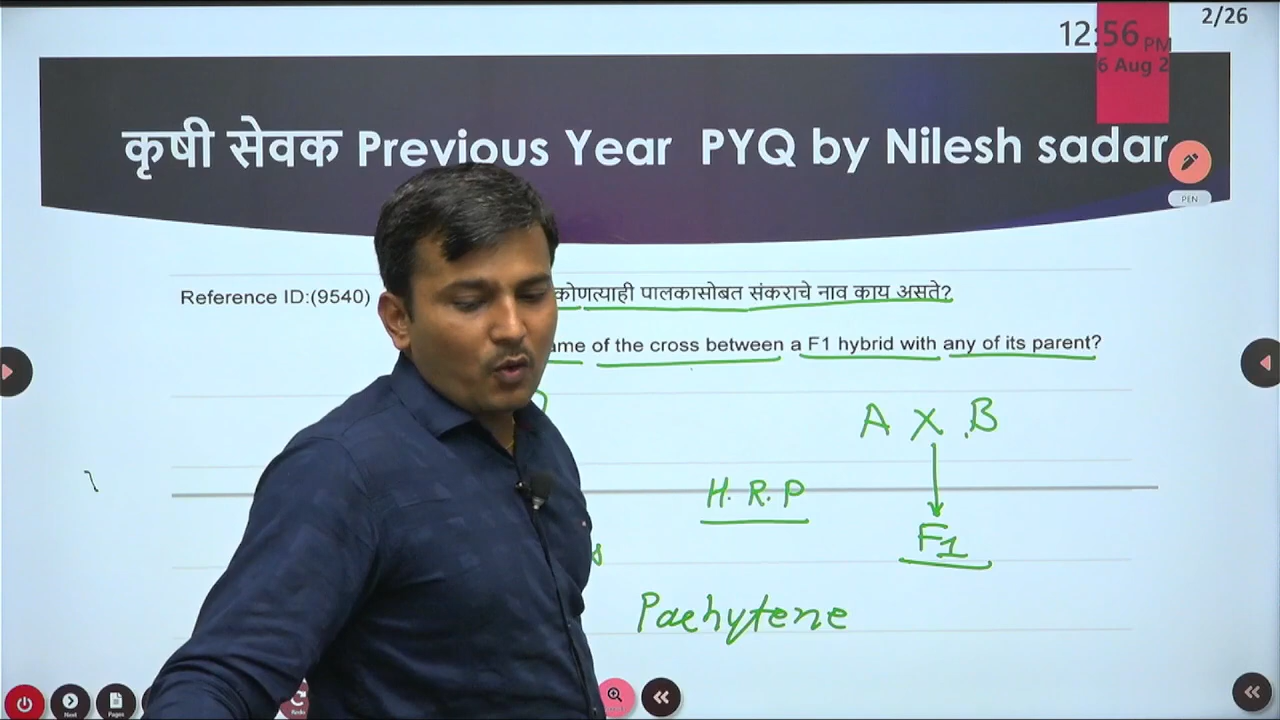 2/26
12:56 PM
6 Aug 2
कृषी सेवक Previous Year PYQ by Nilesh sadar
PEN
Reference ID:(9540) कोणत्याही पालकासोबत संकराचे नाव काय असते?
ame of the cross between a F1 hybrid with any of its parent?
A X B
H. R. P
F1
Pachytene
Next
Pages
Redo